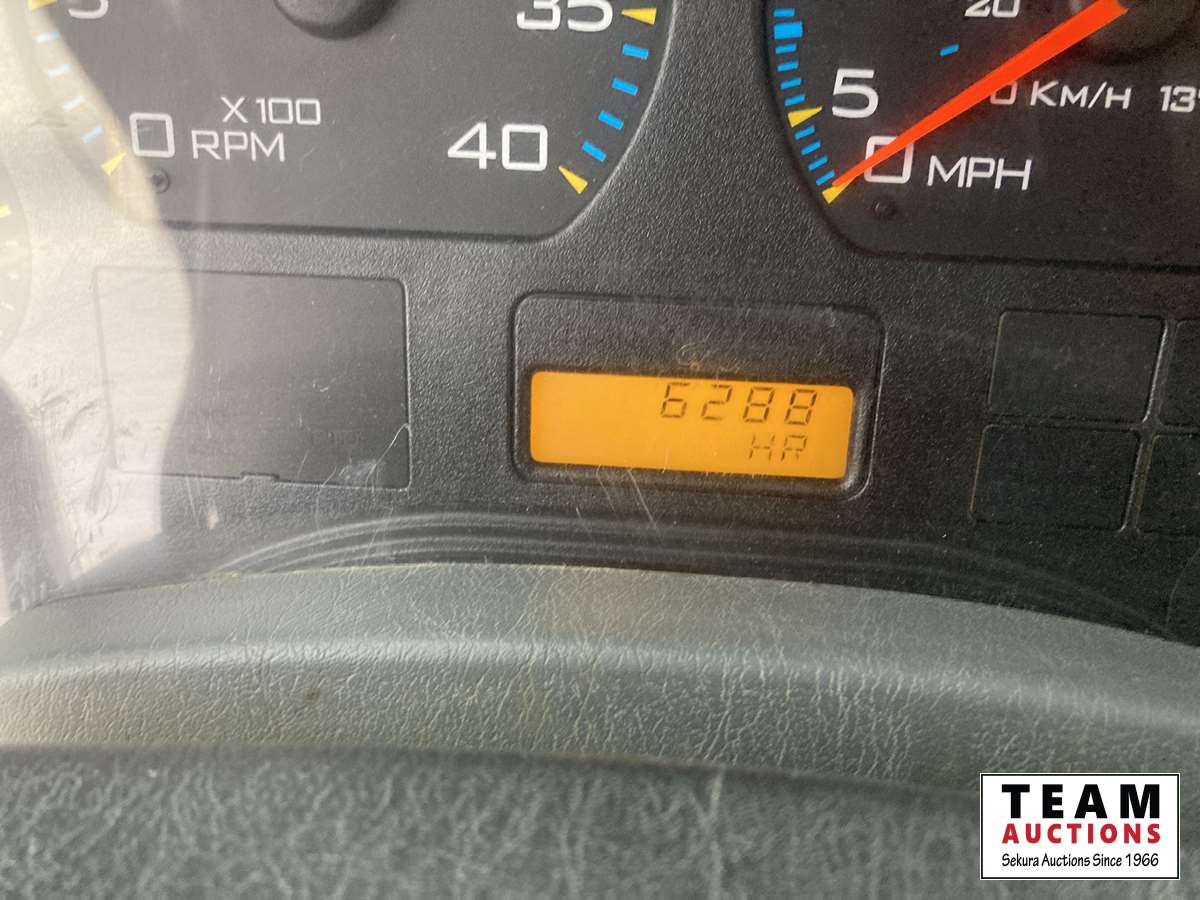 5
35
X 100
0 RPM
40
20
5
0 KM/H
0 MPH
6288
HR
TEAM
AUCTIONS
Sekura Auctions Since 1966